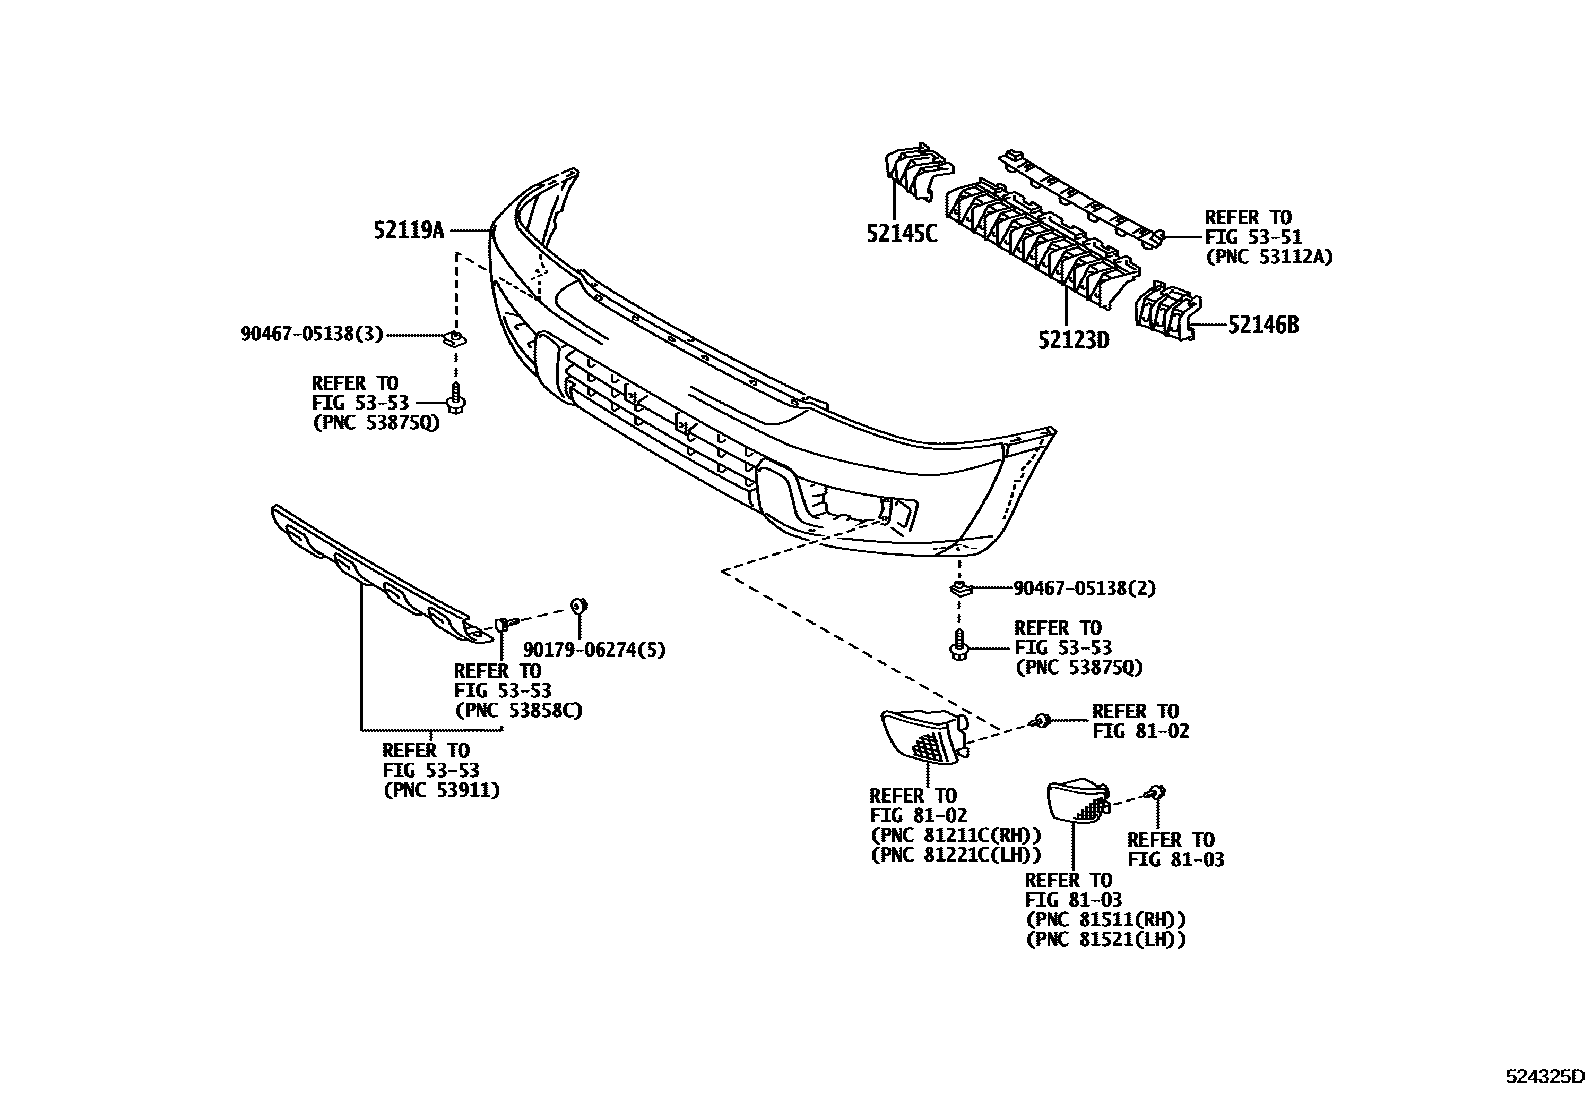 52119A
52145C
REFER TO
FIG 53-51
(PNC 53112A)
52146B
52123D
90467-05138(3)
REFER TO
FIG 53-53
(PNC 53875Q)
90467-05138(2)
REFER TO
FIG 53-53
(PNC 53875Q)
90179-06274(5)
REFER TO
FIG 53-53
(PNC 53858C)
REFER TO
FIG 53-53
(PNC 53911)
REFER TO
FIG 81-02
REFER TO
FIG 81-02
(PNC 81211C(RH))
(PNC 81221C(LH))
REFER TO
FIG 81-03
REFER TO
FIG 81-03
(PNC 81511(RH))
(PNC 81521(LH))
524325D